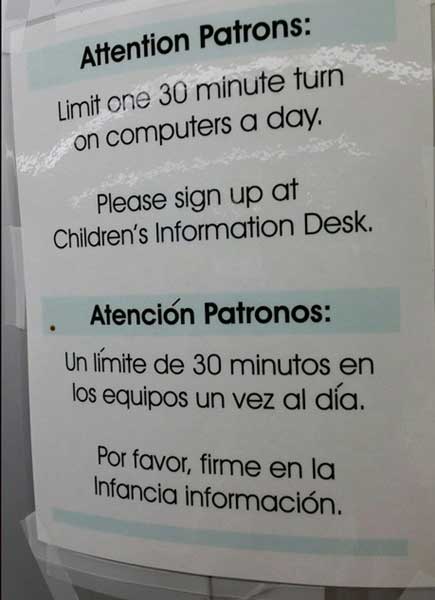 Attention Patrons:
Limit one 30 minute turn
on computers a day.
Please sign up at
Children's Information Desk.
Atención Patronos:
Un límite de 30 minutos en
los equipos un vez al día.
Por favor, firme en la
Infancia información.